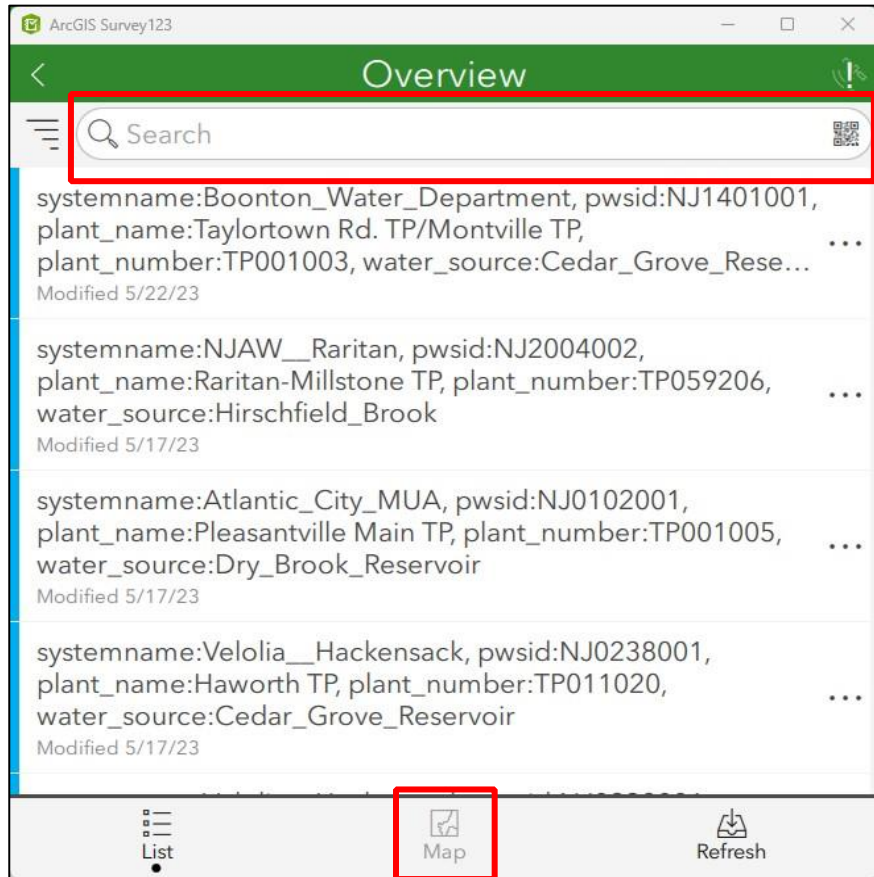 ArcGIS Survey123
Overview
Search
systemname:Boonton_Water_Department, pwsid:NJ1401001,
plant_name:Taylortown Rd. TP/Montville TP,
plant_number:TP001003, water_source:Cedar_Grove_Rese...
Modified 5/22/23
systemname:NJAW__Raritan, pwsid:NJ2004002,
plant_name:Raritan-Millstone TP, plant_number:TP059206,
water_source:Hirschfield_Brook
Modified 5/17/23
systemname:Atlantic_City_MUA, pwsid:NJ0102001,
plant_name:Pleasantville Main TP, plant_number:TP001005,
water_source:Dry_Brook_Reservoir
Modified 5/17/23
systemname:Velolia__Hackensack, pwsid:NJ0238001,
plant_name:Haworth TP, plant_number:TP011020,
water_source:Cedar_Grove_Reservoir
Modified 5/17/23
List
Map
Refresh